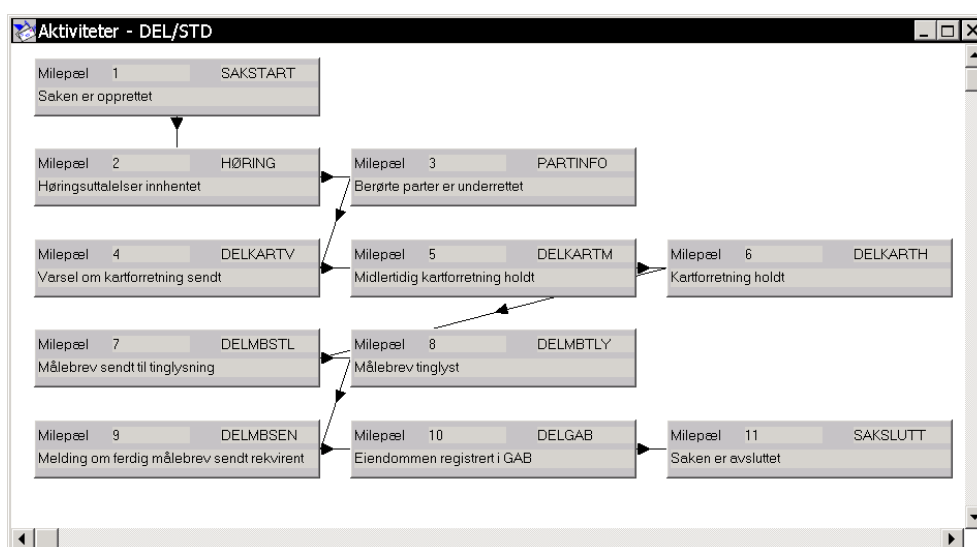 Aktiviteter - DEL/STD
Milepæl 1 SAKSTART
Saken er opprettet
Milepæl 2 HØRING
Høringsuttalelser innhentet
Milepæl 3 PARTINFO
Berørte parter er underrettet
Milepæl 4 DELKARTV
Varsel om kartforretning sendt
Milepæl 5 DELKARTM
Midlertidig kartforretning holdt
Milepæl 6 DELKARTH
Kartforretning holdt
Milepæl 7 DELMBSTL
Målebrev sendt til tinglysning
Milepæl 8 DELMBTLY
Målebrev tinglyst
Milepæl 9 DELMBSEN
Melding om ferdig målebrev sendt rekvirent
Milepæl 10 DELGAB
Eiendommen registrert i GAB
Milepæl 11 SAKSLUTT
Saken er avsluttet